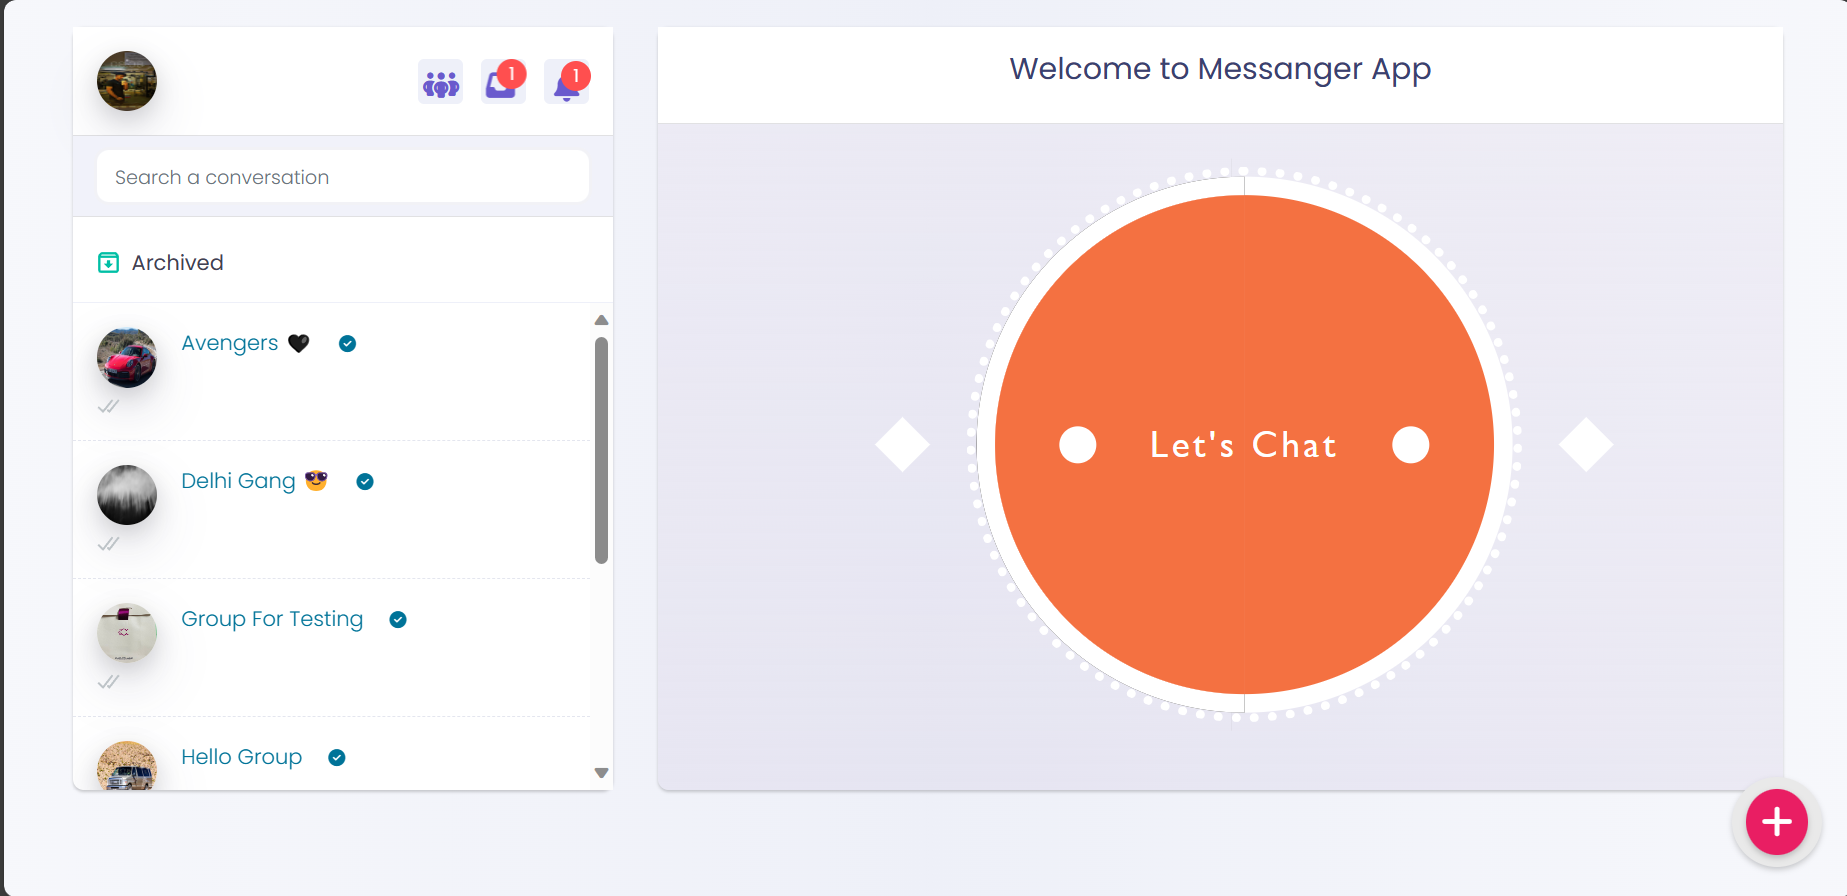 1
1
Search a conversation
Archived
Avengers 🖤
Delhi Gang 😎
Group For Testing
Hello Group
Welcome to Messanger App
Let's Chat